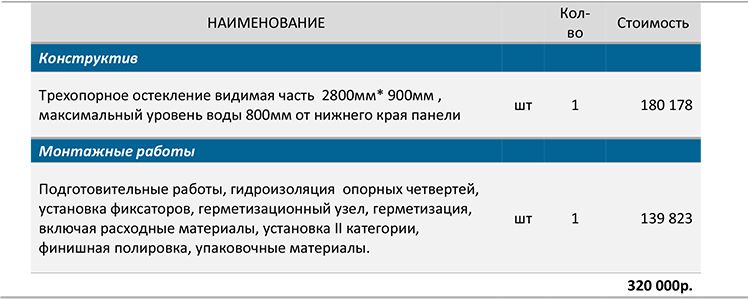 НАИМЕНОВАНИЕ Кол-во Стоимость
Конструктив
Трехопорное остекление видимая часть 2800мм* 900мм ,
максимальный уровень воды 800мм от нижнего края панели шт 1 180 178
Монтажные работы
Подготовительные работы, гидроизоляция опорных четвертей,
установка фиксаторов, герметизационный узел, герметизация,
включая расходные материалы, установка II категории,
финишная полировка, упаковочные материалы. шт 1 139 823
320 000р.